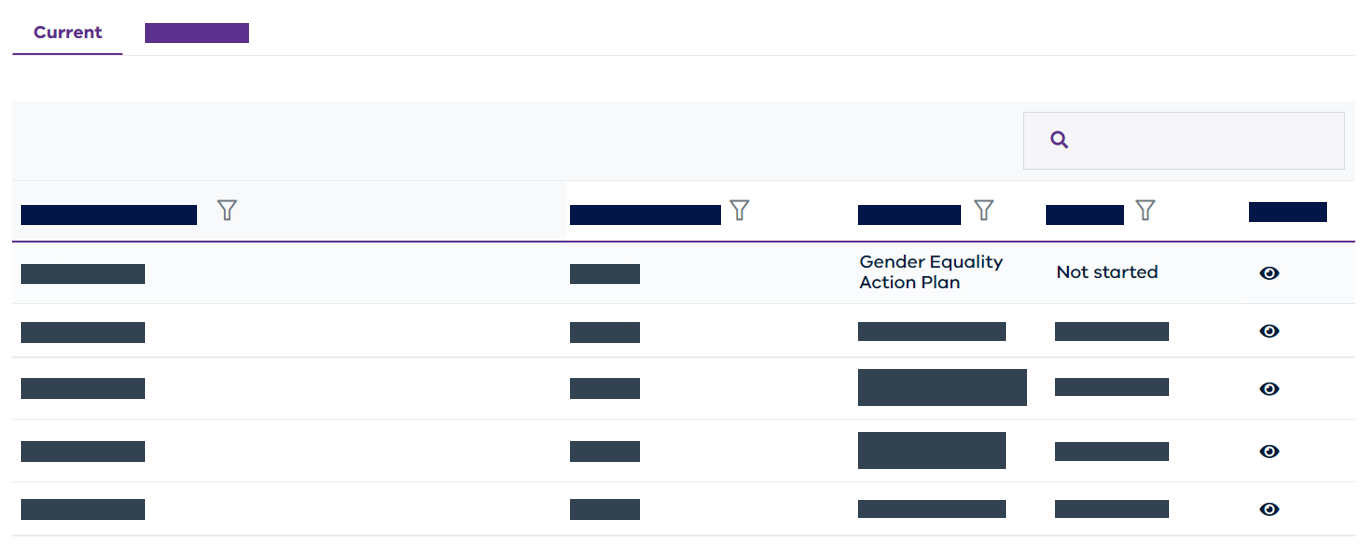 Current
Gender Equality
Action Plan
Not started